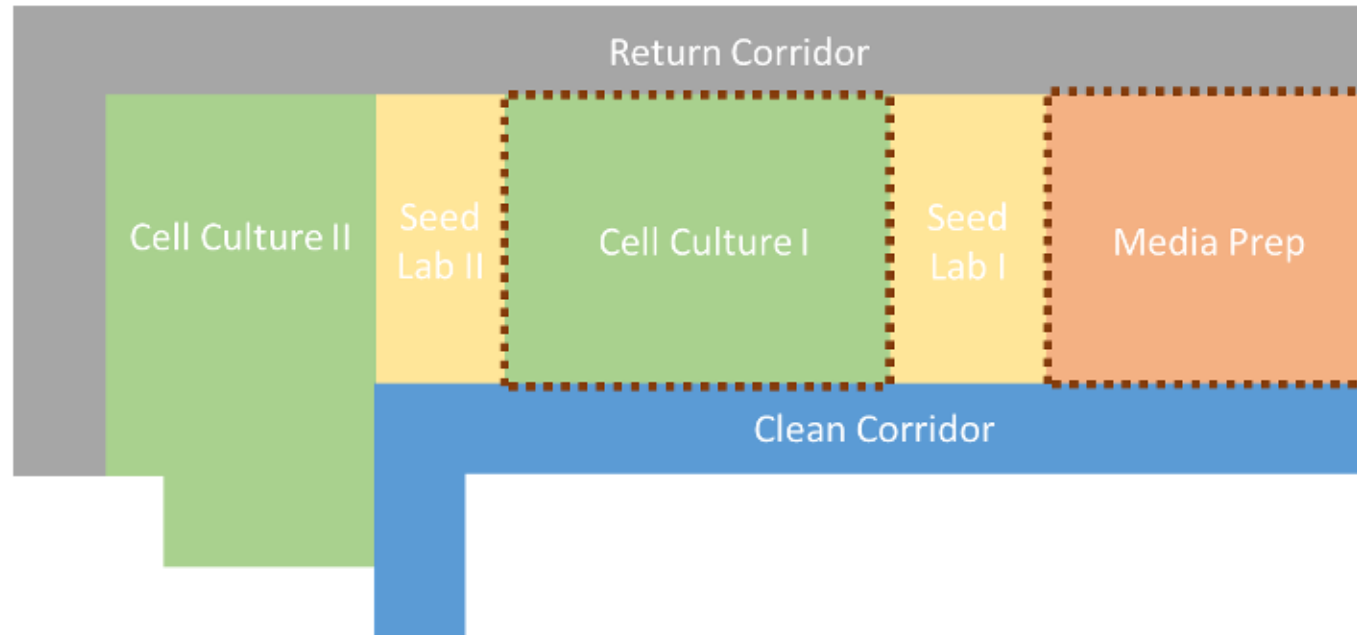 Return Corridor
Cell Culture II
Seed
Lab II
Cell Culture I
Seed
Lab I
Media Prep
Clean Corridor